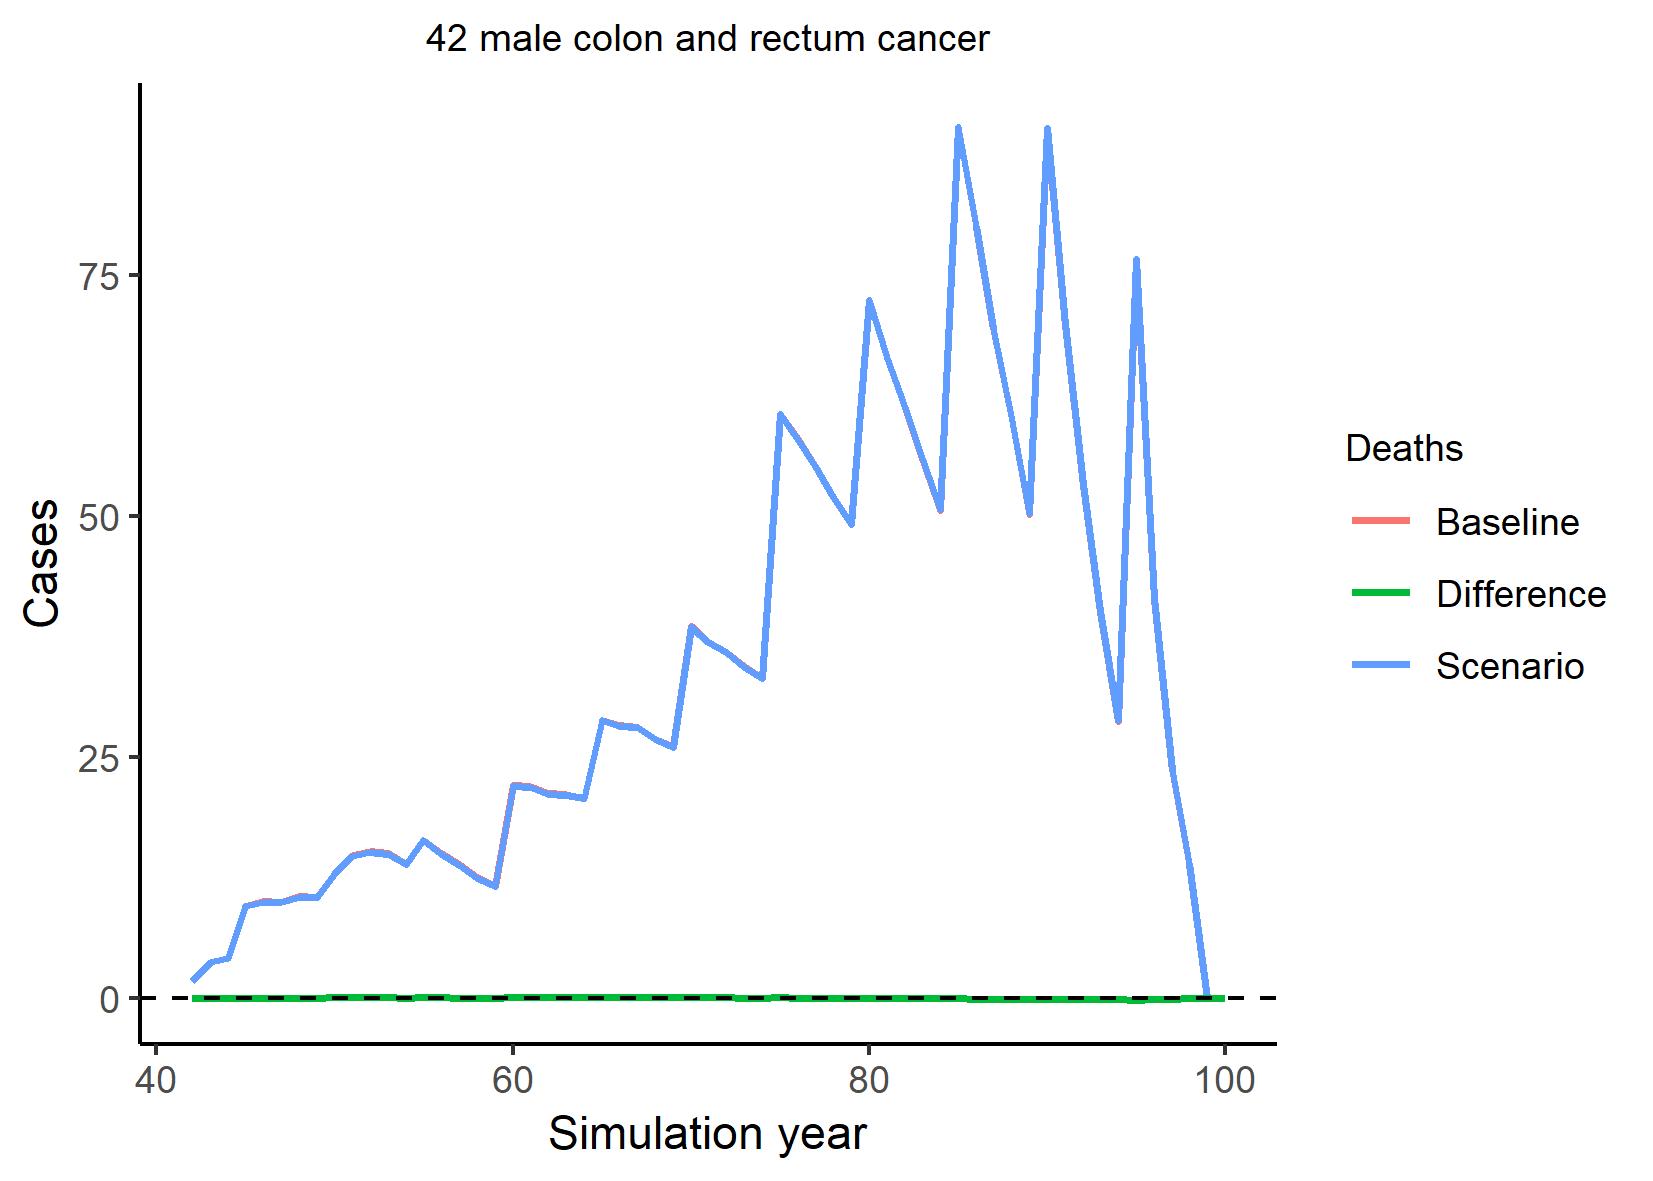 42 male colon and rectum cancer
Cases
75
50
25
0
40 60 80 100
Simulation year
Deaths
Baseline
Difference
Scenario